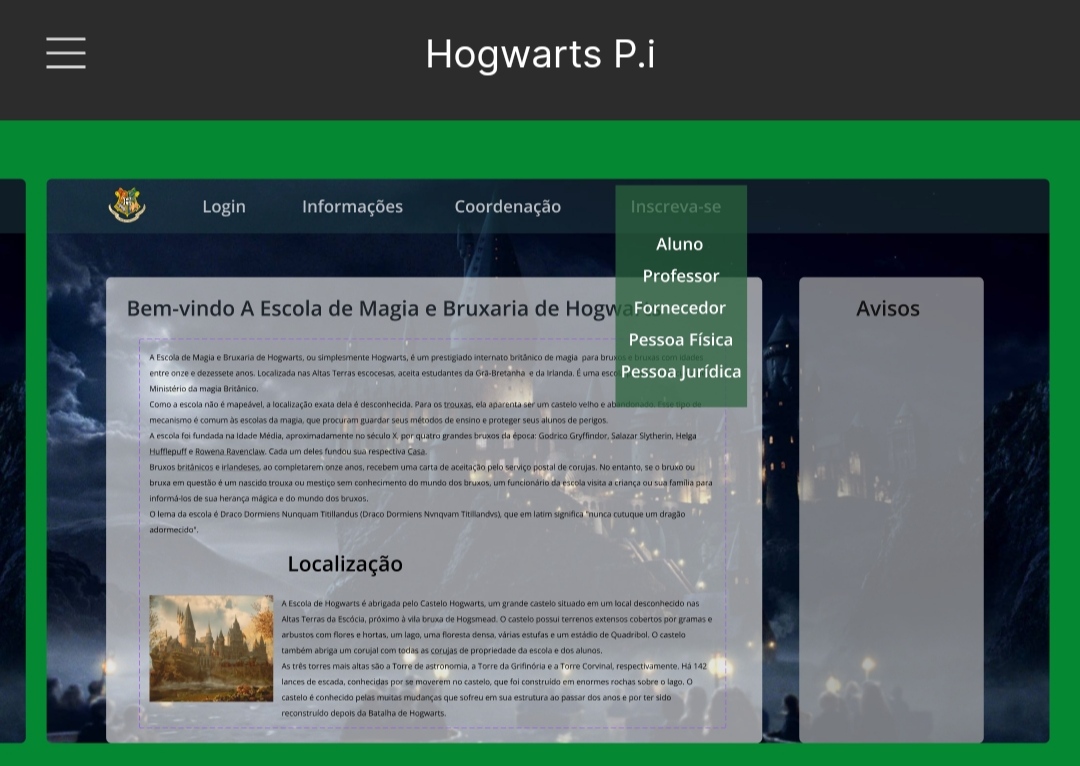 Hogwarts P.i
Login Informações Coordenação Inscreva-se
Aluno
Professor
Fornecedor
Pessoa Física
Pessoa Jurídica
Bem-vindo A Escola de Magia e Bruxaria de Hogwarts
A Escola de Magia e Bruxaria de Hogwarts, ou simplesmente Hogwarts, é um prestigiado internato britânico de magia para bruxos e bruxas com idades
entre onze e dezessete anos. Localizada nas Altas Terras escocesas, aceita estudantes da Grã-Bretanha e da Irlanda. É uma
Ministério da magia Britânico.
Como a escola não é mapeável, a localização exata dela é desconhecida. Para os trouxas, ela aparenta ser um castelo velho e abandonado. Esse tipo de
mecanismo é comum às escolas da magia, que procuram guardar seus métodos de ensino e proteger seus alunos de perigos.
A escola foi fundada na Idade Média, aproximadamente no século X, por quatro grandes bruxos da época: Godrico Gryffindor, Salazar Slytherin, Helga
Hufflepuff e Rowena Ravenclaw. Cada um deles fundou sua respectiva Casa.
Bruxos britânicos e irlandeses, ao completarem onze anos, recebem uma carta de aceitação pelo serviço postal de corujas. No entanto, se o bruxo ou
bruxa em questão é um nascido trouxa ou mestiço sem conhecimento do mundo dos bruxos, um funcionário da escola visita a criança ou sua família para
informá-los de sua herança mágica e do mundo dos bruxos.
O lema da escola é Draco Dormiens Nunquam Titillandus (Draco Dormiens Nvnqvam Titillandvs), que em latim significa "nunca cutuque um dragão
adormecido".
Localização
A Escola de Hogwarts é abrigada pelo Castelo Hogwarts, um grande castelo situado em um local desconhecido nas
Altas Terras da Escócia, próximo à vila bruxa de Hogsmead. O castelo possui terrenos extensos cobertos por gramas e
arbustos com flores e hortas, um lago, uma floresta densa, várias estufas e um estádio de Quadribol. O castelo
também abriga um corujal com todas as corujas de propriedade da escola e dos alunos.
As três torres mais altas são a Torre de astronomia, a Torre da Grifinória e a Torre Corvinal, respectivamente. Há 142
lances de escada, conhecidas por se moverem no castelo, que foi construído em enormes rochas sobre o lago. O
castelo é conhecido pelas muitas mudanças que sofreu em sua estrutura ao passar dos anos e por ter sido
reconstruído depois da Batalha de Hogwarts.
Avisos